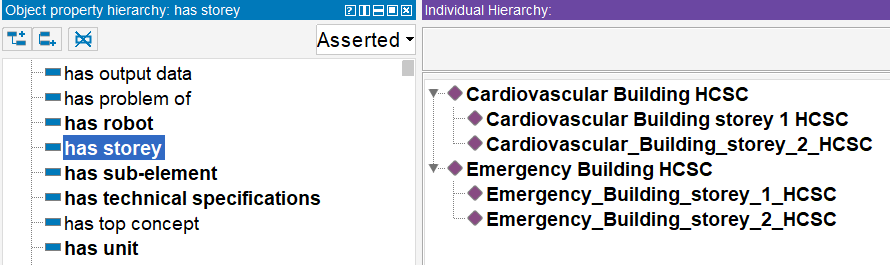 Object property hierarchy: has storey
Asserted
has output data
has problem of
has robot
has storey
has sub-element
has technical specifications
has top concept
has unit
Individual Hierarchy:
Cardiovascular Building HCSC
Cardiovascular Building storey 1 HCSC
Cardiovascular_Building_storey_2_HCSC
Emergency Building HCSC
Emergency_Building_storey_1_HCSC
Emergency_Building_storey_2_HCSC